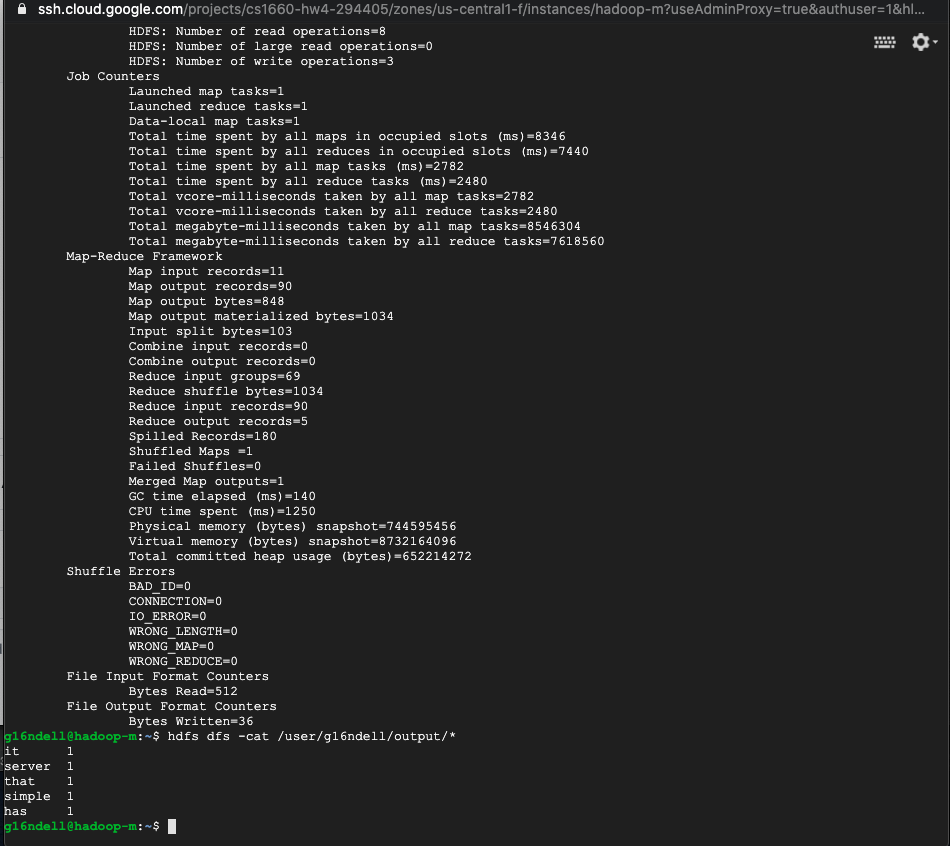 ssh.cloud.google.com/projects/cs1660-hw4-294405/zones/us-central1-f/instances/hadoop-m?useAdminProxy=true&authuser=1&hl...
HDFS: Number of read operations=8
HDFS: Number of large read operations=0
HDFS: Number of write operations=3
Job Counters
Launched map tasks=1
Launched reduce tasks=1
Data-local map tasks=1
Total time spent by all maps in occupied slots (ms)=8346
Total time spent by all reduces in occupied slots (ms)=7440
Total time spent by all map tasks (ms)=2782
Total time spent by all reduce tasks (ms)=2480
Total vcore-milliseconds taken by all map tasks=2782
Total vcore-milliseconds taken by all reduce tasks=2480
Total megabyte-milliseconds taken by all map tasks=8546304
Total megabyte-milliseconds taken by all reduce tasks=7618560
Map-Reduce Framework
Map input records=11
Map output records=90
Map output bytes=848
Map output materialized bytes=1034
Input split bytes=103
Combine input records=0
Combine output records=0
Reduce input groups=69
Reduce shuffle bytes=1034
Reduce input records=90
Reduce output records=5
Spilled Records=180
Shuffled Maps =1
Failed Shuffles=0
Merged Map outputs=1
GC time elapsed (ms)=140
CPU time spent (ms)=1250
Physical memory (bytes) snapshot=744595456
Virtual memory (bytes) snapshot=8732164096
Total committed heap usage (bytes)=652214272
Shuffle Errors
BAD_ID=0
CONNECTION=0
IO_ERROR=0
WRONG_LENGTH=0
WRONG_MAP=0
WRONG_REDUCE=0
File Input Format Counters
Bytes Read=512
File Output Format Counters
Bytes Written=36
g16ndell@hadoop-m:~$ hdfs dfs -cat /user/g16ndell/output/*
it 1
server 1
that 1
simple 1
has 1
g16ndell@hadoop-m:~$